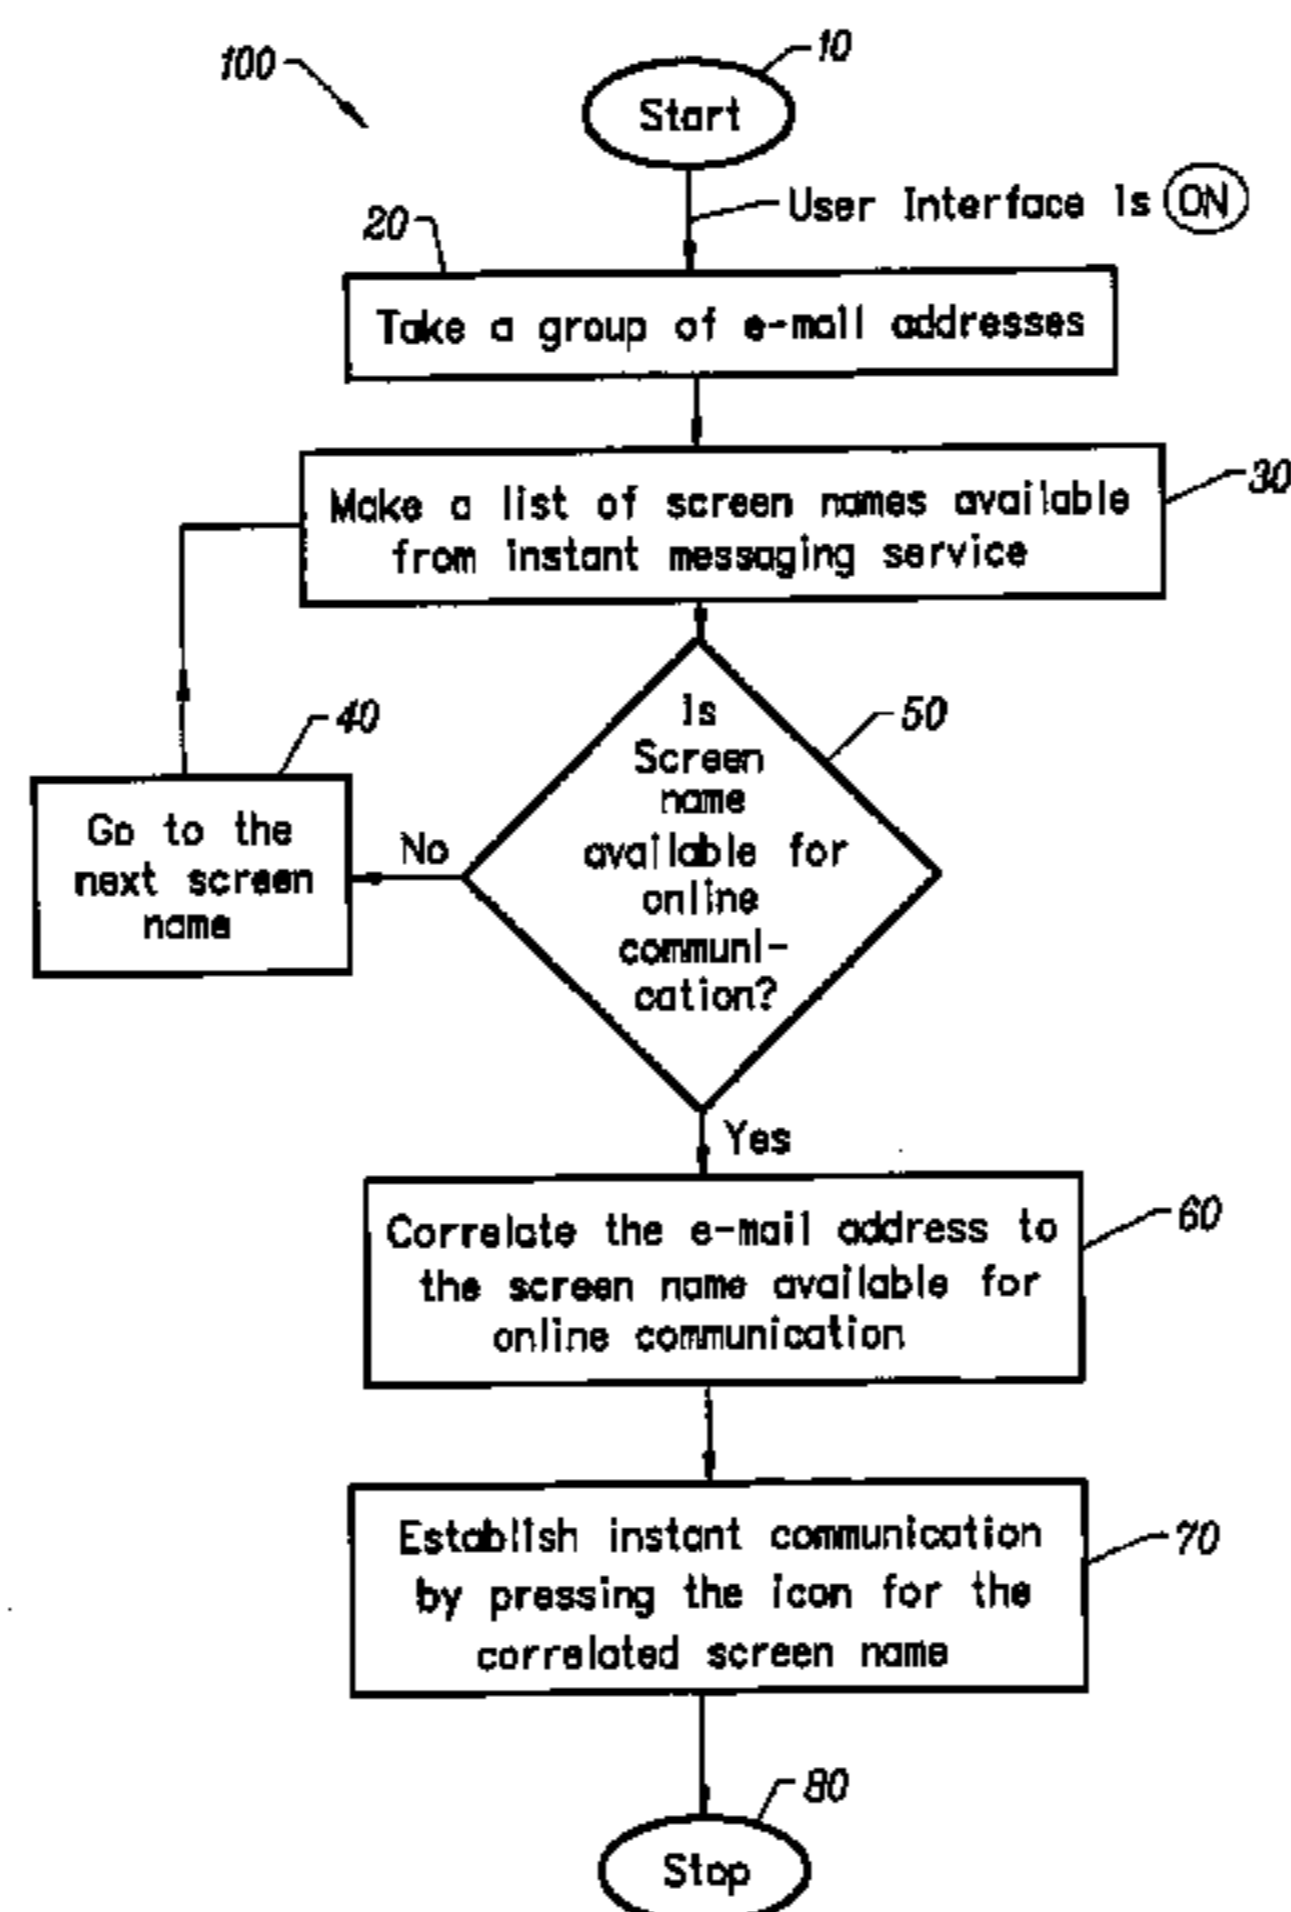 100
10
Start
User Interface is ON
20
Take a group of e-mail addresses
30
Make a list of screen names available
from instant messaging service
40
Go to the
next screen
name
No
50
Is
Screen
name
available for
online
communi-
cation?
Yes
60
Correlate the e-mail address to
the screen name available for
online communication
70
Establish instant communication
by pressing the icon for the
correlated screen name
80
Stop